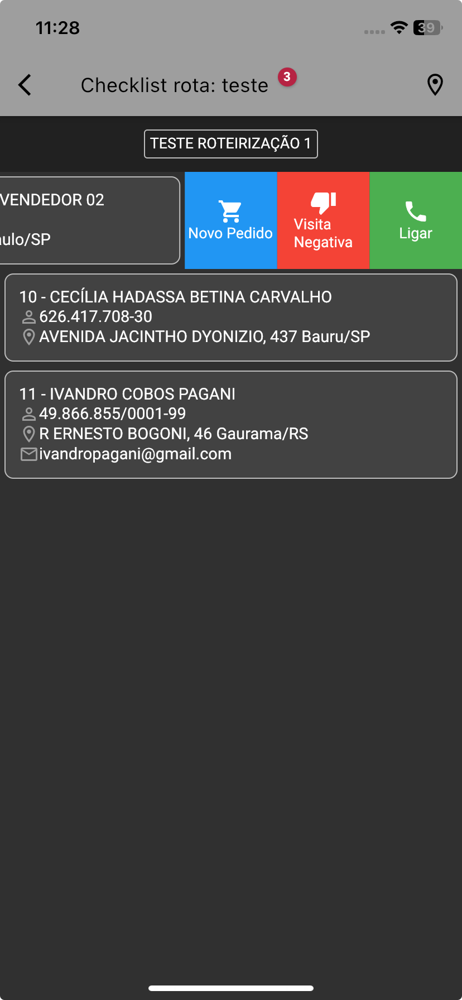 11:28
39
Checklist rota: teste
3
TESTE ROTEIRIZAÇÃO 1
VENDEDOR 02
aulo/SP
Novo Pedido
Visita
Negativa
Ligar
10 - CECÍLIA HADASSA BETINA CARVALHO
626.417.708-30
AVENIDA JACINTHO DYONIZIO, 437 Bauru/SP
11 - IVANDRO COBOS PAGANI
49.866.855/0001-99
R ERNESTO BOGONI, 46 Gaurama/RS
ivandropagani@gmail.com